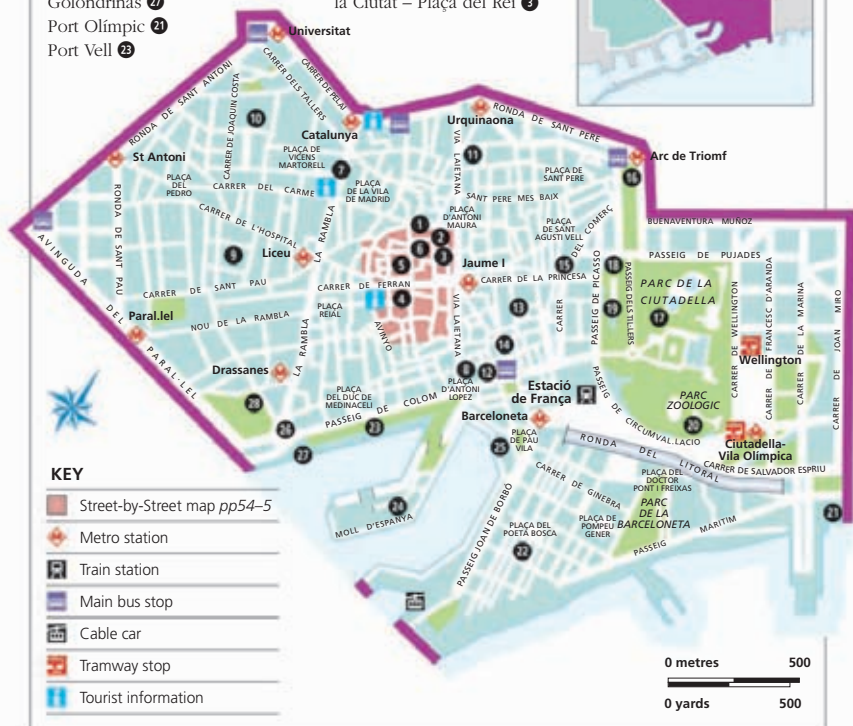 Golondrinas 27
Port Olímpic 21
Port Vell 23
la Ciutat – Plaça del Rei 3
Universitat
CARRER DE PELAI
CARRER DELS TALLERS
RONDA DE SANT ANTONI
CARRER DE JOAQUIN COSTA
10
Catalunya
Urquinaona
RONDA DE SANT PERE
St Antoni
PLAÇA DE VICENS MARTORELL
7
VIA LAIETANA
11
Arc de Triomf
16
PLAÇA DE SANT PERE
PLAÇA DEL PEDRO
CARRER DEL CARME
PLAÇA DE LA VILA DE MADRID
SANT PERE MES BAIX
RONDA DE SANT PAU
CARRER DE L'HOSPITAL
LA RAMBLA
PLAÇA D'ANTONI MAURA
PLAÇA DE SANT AGUSTI VELL
CARRER DEL COMERÇ
BUENAVENTURA MUÑOZ
1
2
6
3
5
9
Liceu
Jaume I
15
18
PASSEIG DE PUJADES
AVINGUDA DEL PARAL·LEL
CARRER DE SANT PAU
CARRER DE FERRAN
4
CARRER DE LA PRINCESA
PASSEIG DE PICASSO
PASSEIG DELS TILLERS
PARC DE LA CIUTADELLA
17
19
13
Paral.lel
NOU DE LA RAMBLA
PLAÇA REIAL
AVINYO
VIA LAIETANA
14
CARRER DE WELLINGTON
CARRER DE FRANCESC D'ARANDA
CARRER DE LA MARINA
CARRER DE JOAN MIRO
Wellington
Drassanes
LA RAMBLA
8
12
PLAÇA D'ANTONI LOPEZ
Estació de França
PLAÇA DEL DUC DE MEDINACELI
PASSEIG DE COLOM
28
26
27
23
Barceloneta
PLAÇA DE PAU VILA
25
PASSEIG DE CIRCUMVAL.LACIO
PARC ZOOLOGIC
20
Ciutadella-Vila Olímpica
RONDA DEL LITORAL
CARRER DE SALVADOR ESPRIU
CARRER DE GINEBRA
PLAÇA DEL DOCTOR PONT I FREIXAS
PARC DE LA BARCELONETA
21
24
MOLL D'ESPANYA
PASSEIG JOAN DE BORBÓ
PLAÇA DEL POETA BOSCA
PLAÇA DE POMPEU GENER
PASSEIG MARITIM
22
KEY
Street-by-Street map pp54–5
Metro station
Train station
Main bus stop
Cable car
Tramway stop
Tourist information
0 metres 500
0 yards 500